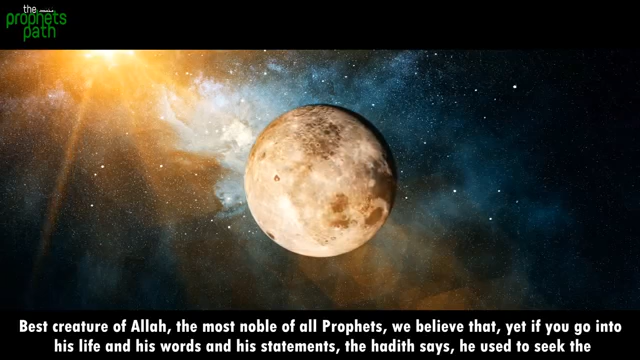 the
prophets
path
Best creature of Allah, the most noble of all Prophets, we believe that, yet if you go into
his life and his words and his statements, the hadith says, he used to seek the